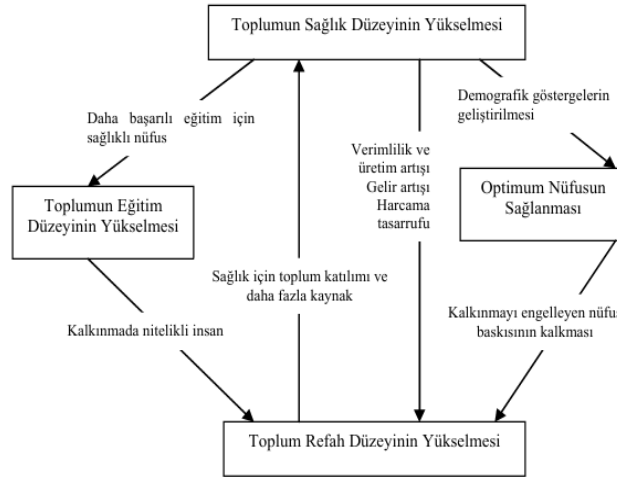 Toplumun Sağlık Düzeyinin Yükselmesi
Daha başarılı eğitim için
sağlıklı nüfus
Verimlilik ve
üretim artışı
Gelir artışı
Harcama
tasarrufu
Demografik göstergelerin
geliştirilmesi
Toplumun Eğitim
Düzeyinin Yükselmesi
Optimum Nüfusun
Sağlanması
Sağlık için toplum katılımı ve
daha fazla kaynak
Kalkınmada nitelikli insan
Kalkınmayı engelleyen nüfus
baskısının kalkması
Toplum Refah Düzeyinin Yükselmesi